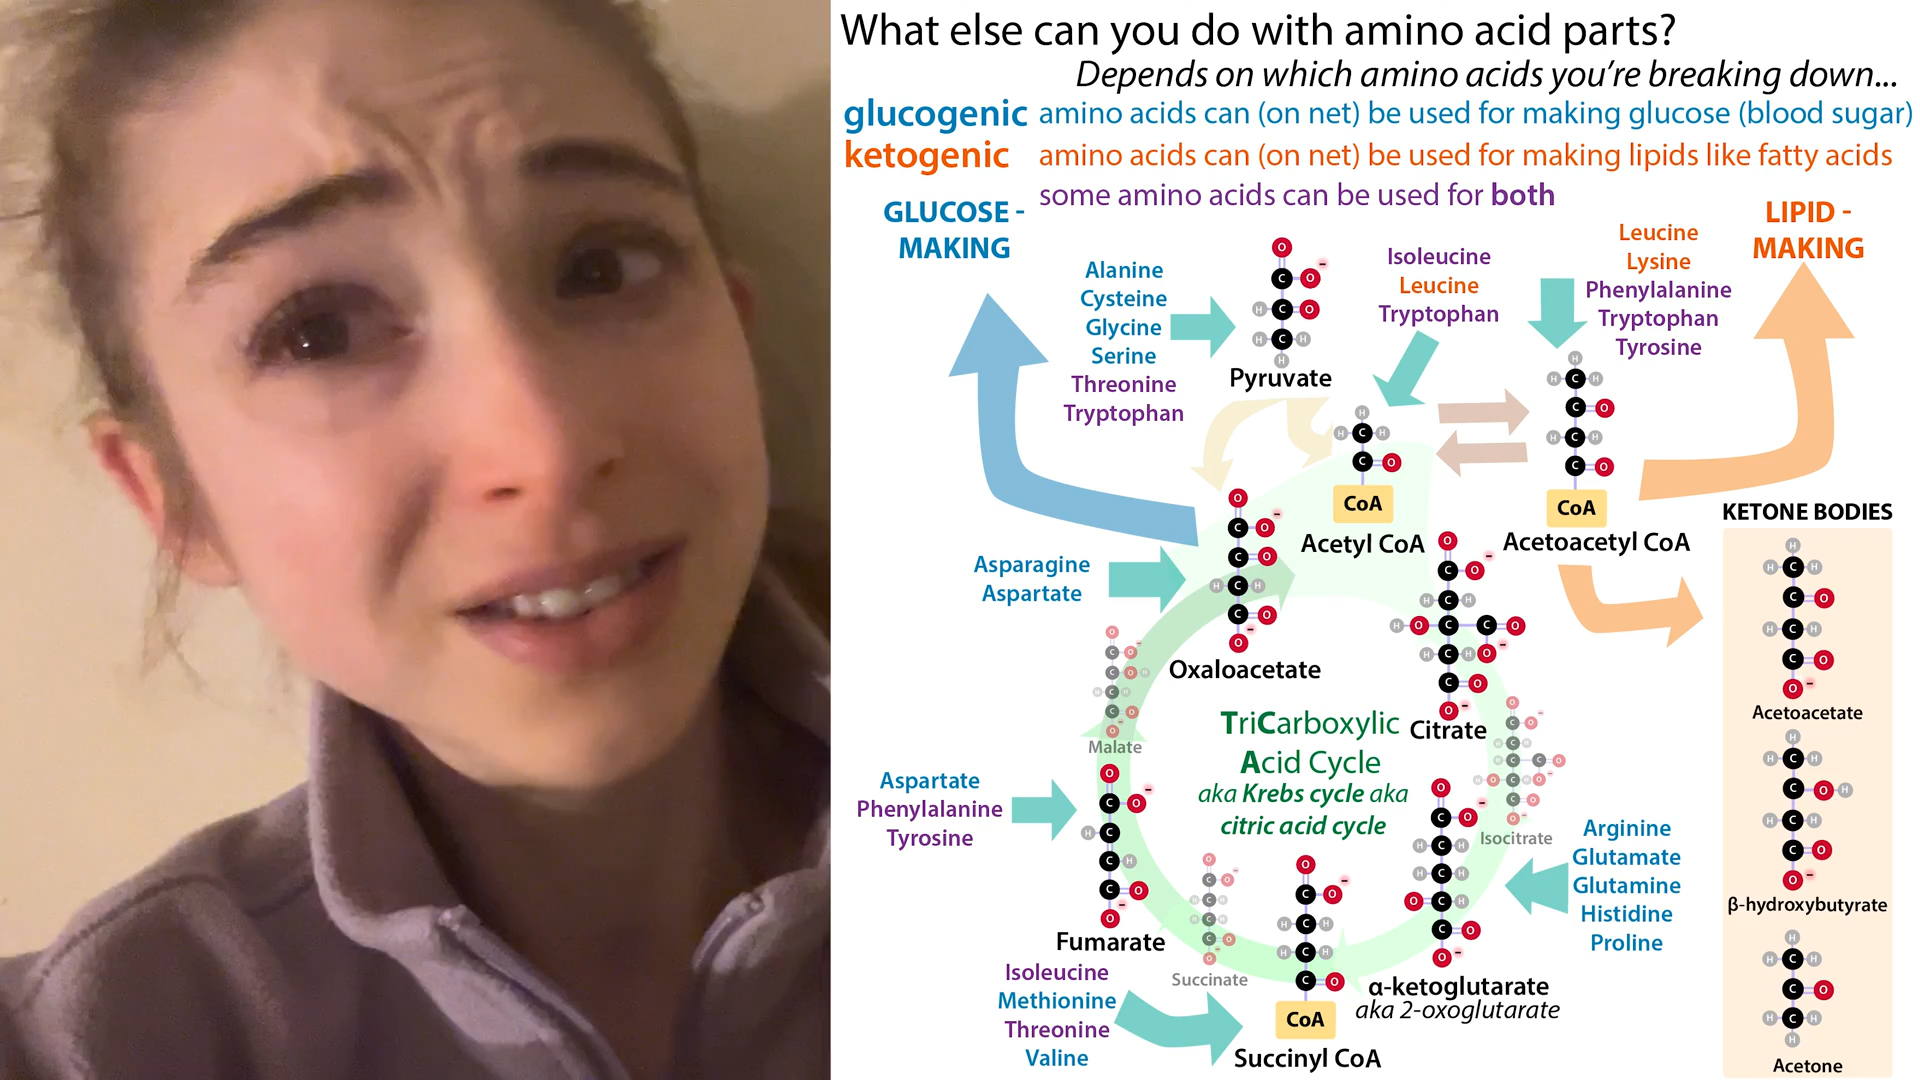 What else can you do with amino acid parts?
Depends on which amino acids you're breaking down...
glucogenic amino acids can (on net) be used for making glucose (blood sugar)
ketogenic amino acids can (on net) be used for making lipids like fatty acids
some amino acids can be used for both
GLUCOSE -
MAKING
LIPID -
MAKING
Alanine
Cysteine
Glycine
Serine
Threonine
Tryptophan
Pyruvate
Isoleucine
Leucine
Tryptophan
Leucine
Lysine
Phenylalanine
Tryptophan
Tyrosine
CoA
Acetyl CoA
CoA
Acetoacetyl CoA
KETONE BODIES
Acetoacetate
β-hydroxybutyrate
Acetone
Asparagine
Aspartate
Oxaloacetate
Citrate
Malate
TriCarboxylic
Acid Cycle
aka Krebs cycle aka
citric acid cycle
Isocitrate
Aspartate
Phenylalanine
Tyrosine
Fumarate
Arginine
Glutamate
Glutamine
Histidine
Proline
α-ketoglutarate
aka 2-oxoglutarate
Succinate
Isoleucine
Methionine
Threonine
Valine
CoA
Succinyl CoA